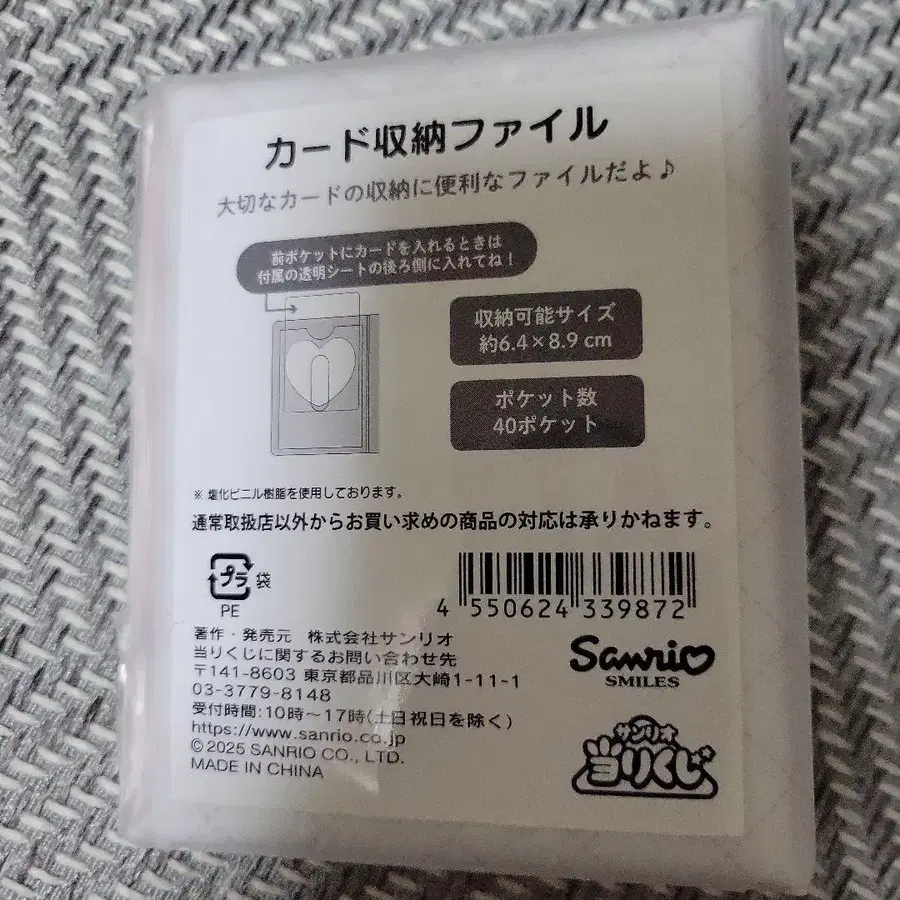 カード収納ファイル
大切なカードの収納に便利なファイルだよ♪
前ポケットにカードを入れるときは
付属の透明シートの後ろ側に入れてね!
収納可能サイズ
約6.4×8.9cm
ポケット数
40ポケット
※ 塩化ビニル樹脂を使用しております。
通常取扱店以外からお買い求めの商品の対応は承りかねます。
プラ 袋
PE
4 550624 339872
著作・発売元 株式会社サンリオ
当りくじに関するお問い合わせ先
〒141-8603 東京都品川区大崎1-11-1
03-3779-8148
受付時間:10時~17時(土日祝日を除く)
https://www.sanrio.co.jp
©2025 SANRIO CO., LTD.
MADE IN CHINA
Sanrio
SMILES
サンリオ
当りくじ